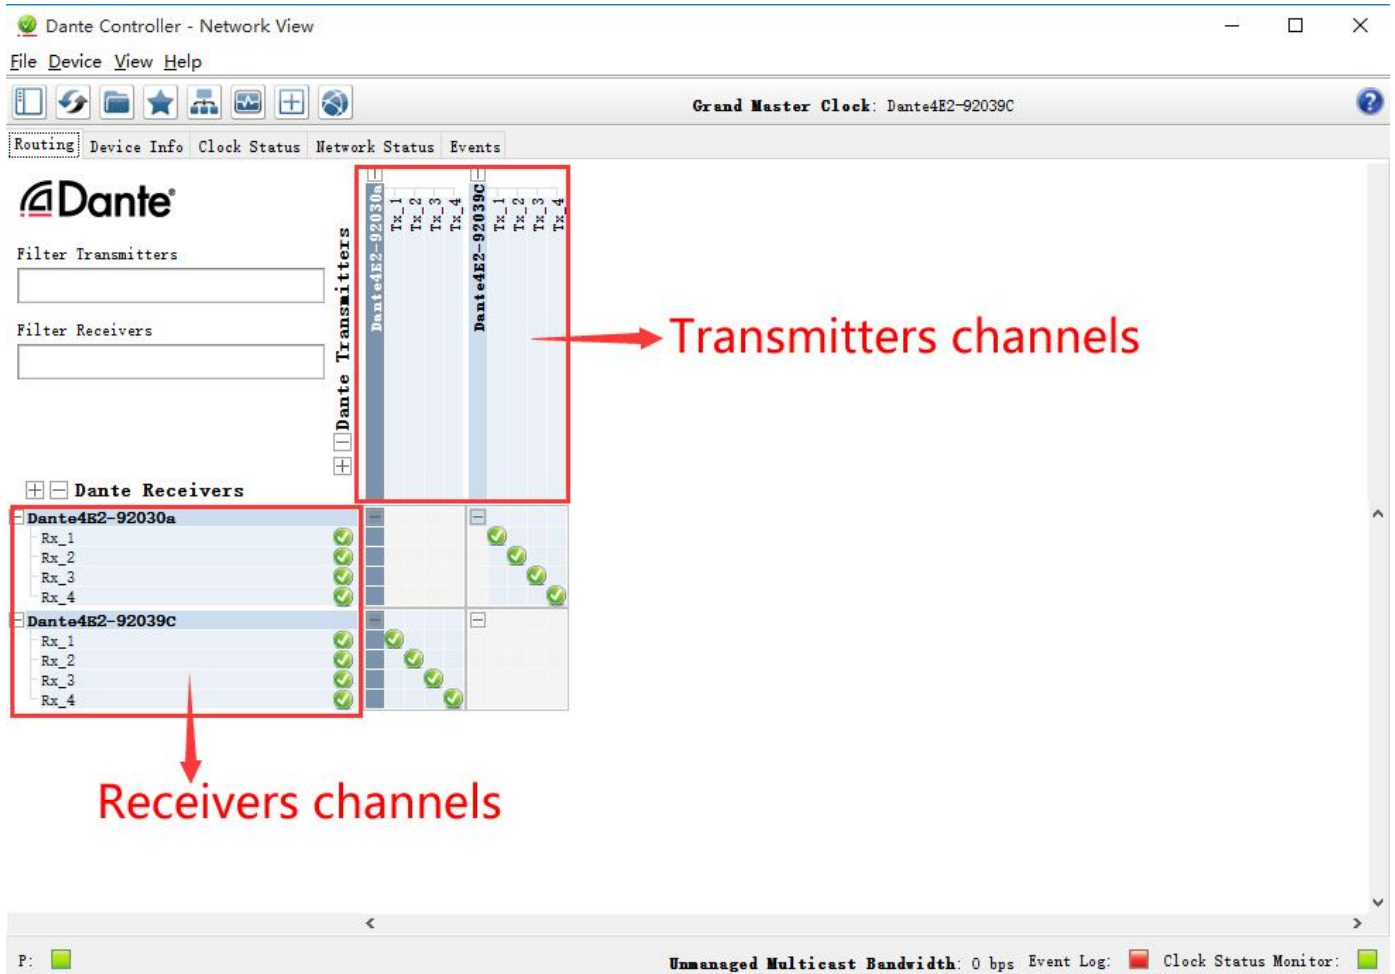 Dante Controller - Network View
File Device View Help
Grand Master Clock: Dante4E2-92039C
Routing Device Info Clock Status Network Status Events
Dante®
Filter Transmitters
Filter Receivers
Dante Transmitters
Dante4E2-92030a
Tx_1
Tx_2
Tx_3
Tx_4
Dante4E2-92039C
Tx_1
Tx_2
Tx_3
Tx_4
Transmitters channels
Dante Receivers
Dante4E2-92030a
Rx_1
Rx_2
Rx_3
Rx_4
Dante4E2-92039C
Rx_1
Rx_2
Rx_3
Rx_4
Receivers channels
P:
Unmanaged Multicast Bandwidth: 0 bps Event Log: Clock Status Monitor: